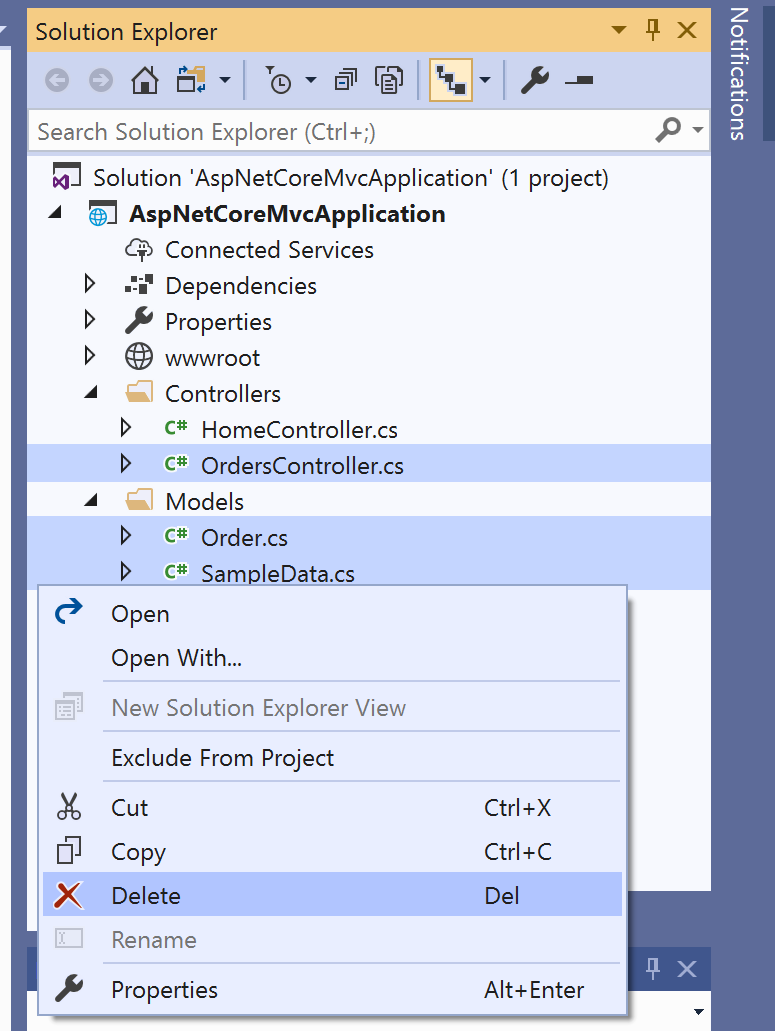 Solution Explorer
Notifications
Search Solution Explorer (Ctrl+;)
Solution 'AspNetCoreMvcApplication' (1 project)
AspNetCoreMvcApplication
Connected Services
Dependencies
Properties
wwwroot
Controllers
C# HomeController.cs
C# OrdersController.cs
Models
C# Order.cs
C# SampleData.cs
Open
Open With...
New Solution Explorer View
Exclude From Project
Cut Ctrl+X
Copy Ctrl+C
Delete Del
Rename
Properties Alt+Enter